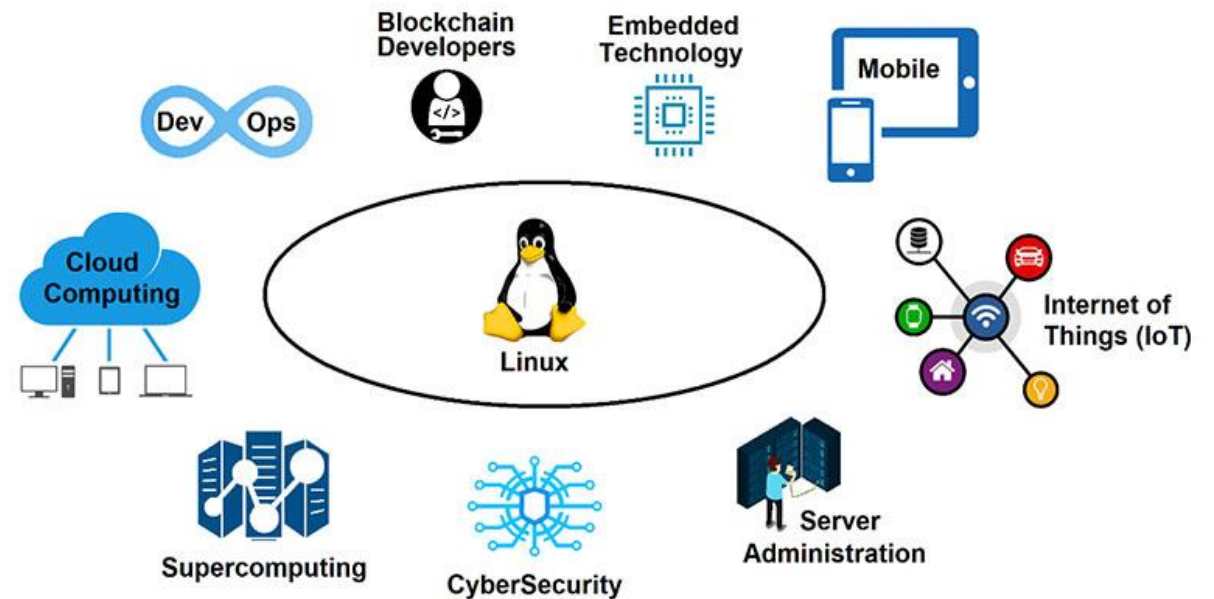 Blockchain
Developers
Embedded
Technology
Mobile
Dev Ops
</>
Cloud
Computing
Linux
Internet of
Things (IoT)
Server
Administration
Supercomputing
CyberSecurity